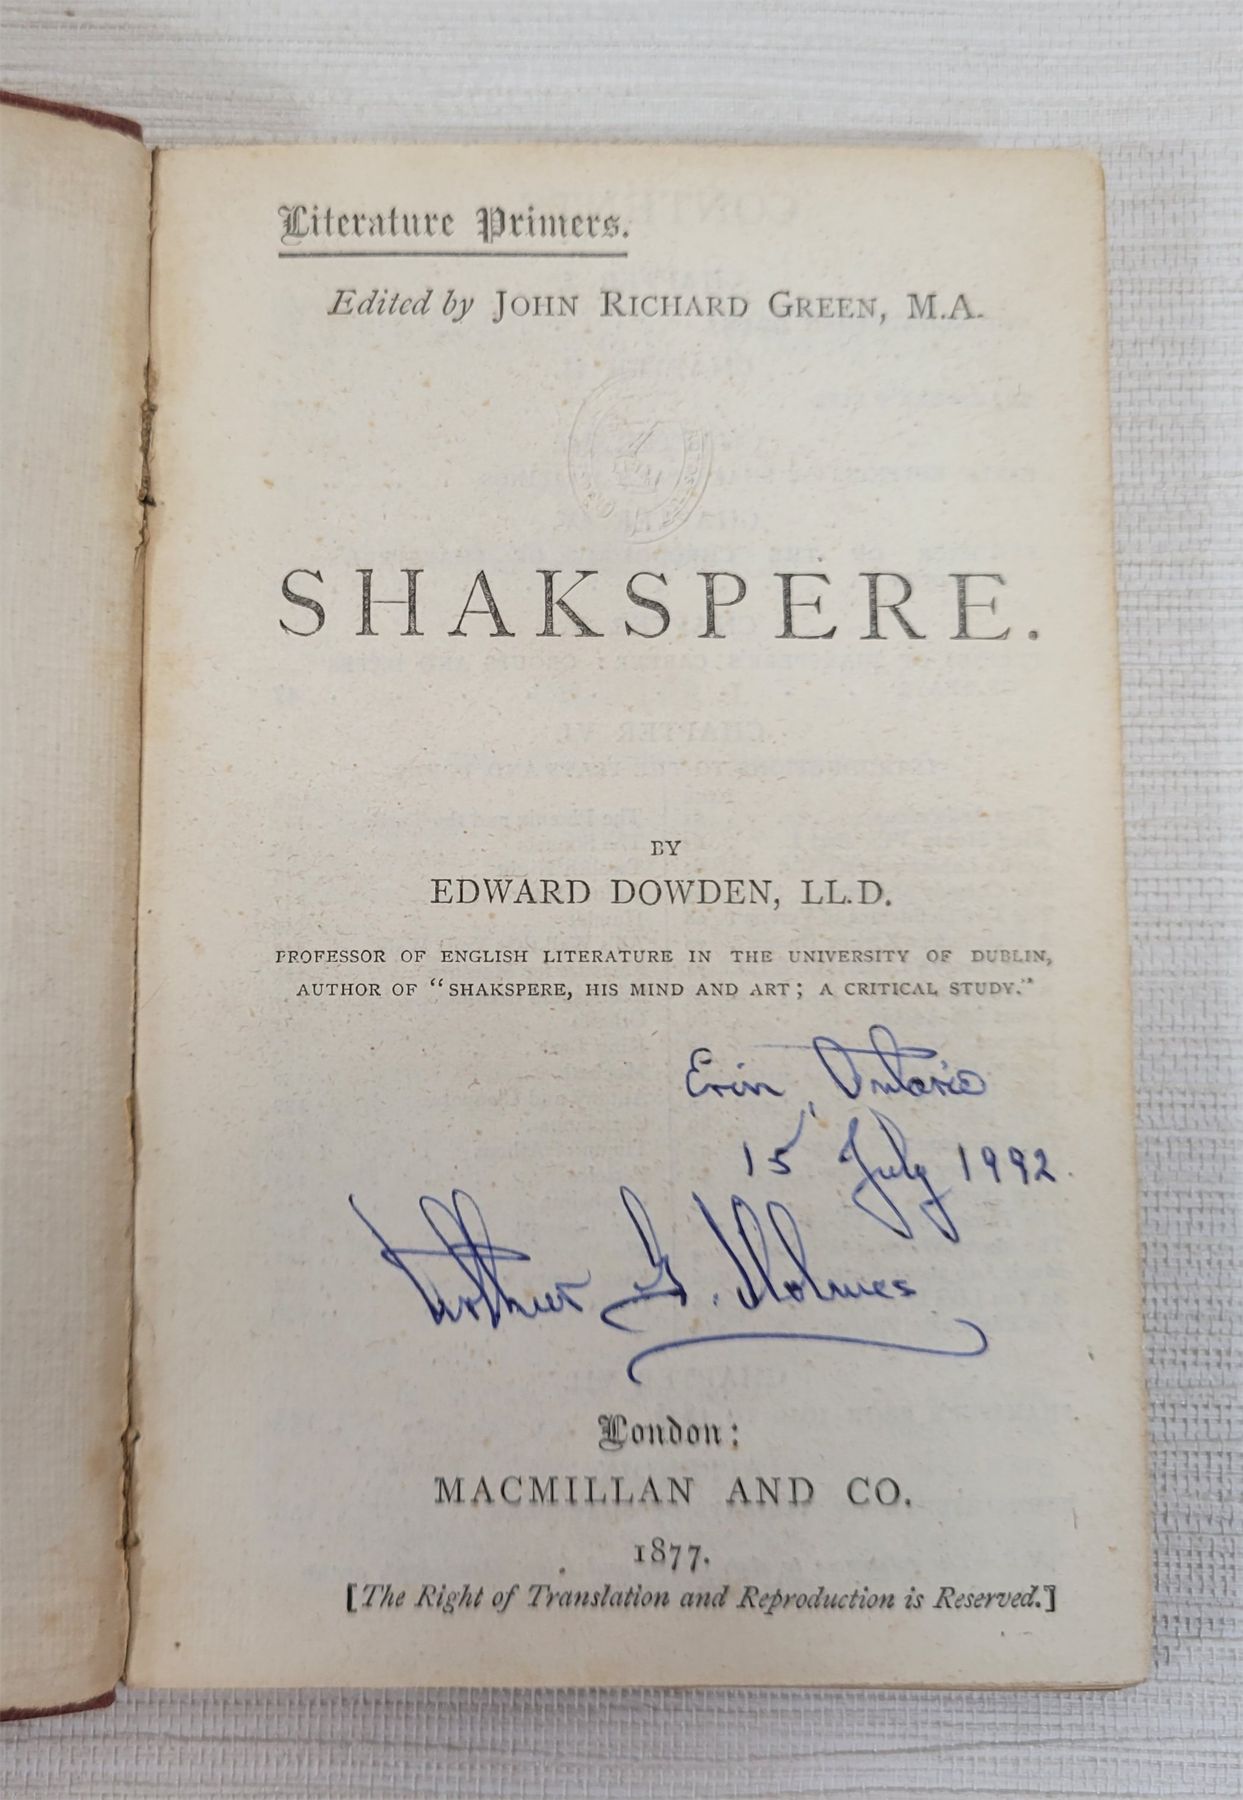 Literature Primers.
Edited by JOHN RICHARD GREEN, M.A.
SHAKSPERE.
BY
EDWARD DOWDEN, LL.D.
PROFESSOR OF ENGLISH LITERATURE IN THE UNIVERSITY OF DUBLIN,
AUTHOR OF "SHAKSPERE, HIS MIND AND ART; A CRITICAL STUDY."
Erin, Ontario
15 July 1992.
Arthur G. Holmes
London:
MACMILLAN AND CO.
1877.
[The Right of Translation and Reproduction is Reserved.]